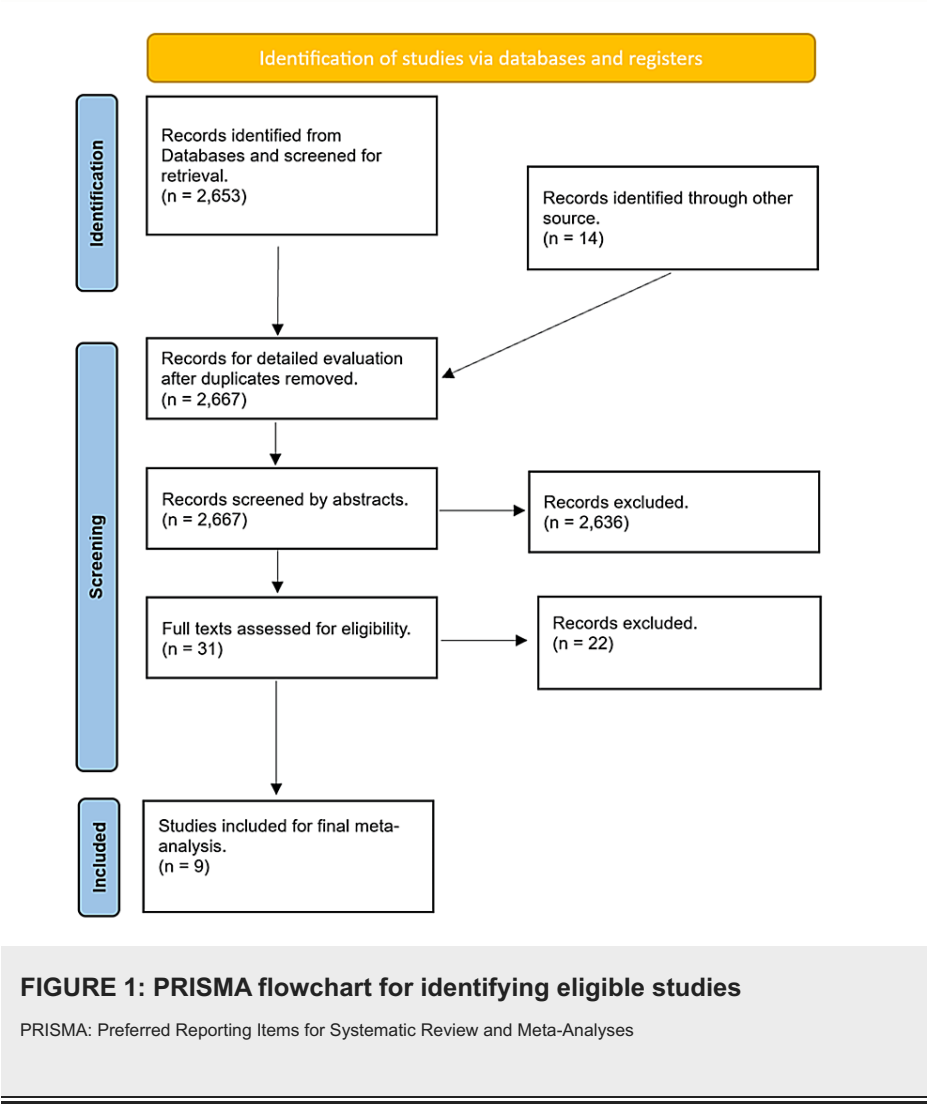 Identification of studies via databases and registers
Identification
Records identified from
Databases and screened for
retrieval.
(n = 2,653)
Records identified through other
source.
(n = 14)
Screening
Records for detailed evaluation
after duplicates removed.
(n = 2,667)
Records screened by abstracts.
(n = 2,667)
Records excluded.
(n = 2,636)
Full texts assessed for eligibility.
(n = 31)
Records excluded.
(n = 22)
Included
Studies included for final meta-
analysis.
(n = 9)
FIGURE 1: PRISMA flowchart for identifying eligible studies
PRISMA: Preferred Reporting Items for Systematic Review and Meta-Analyses